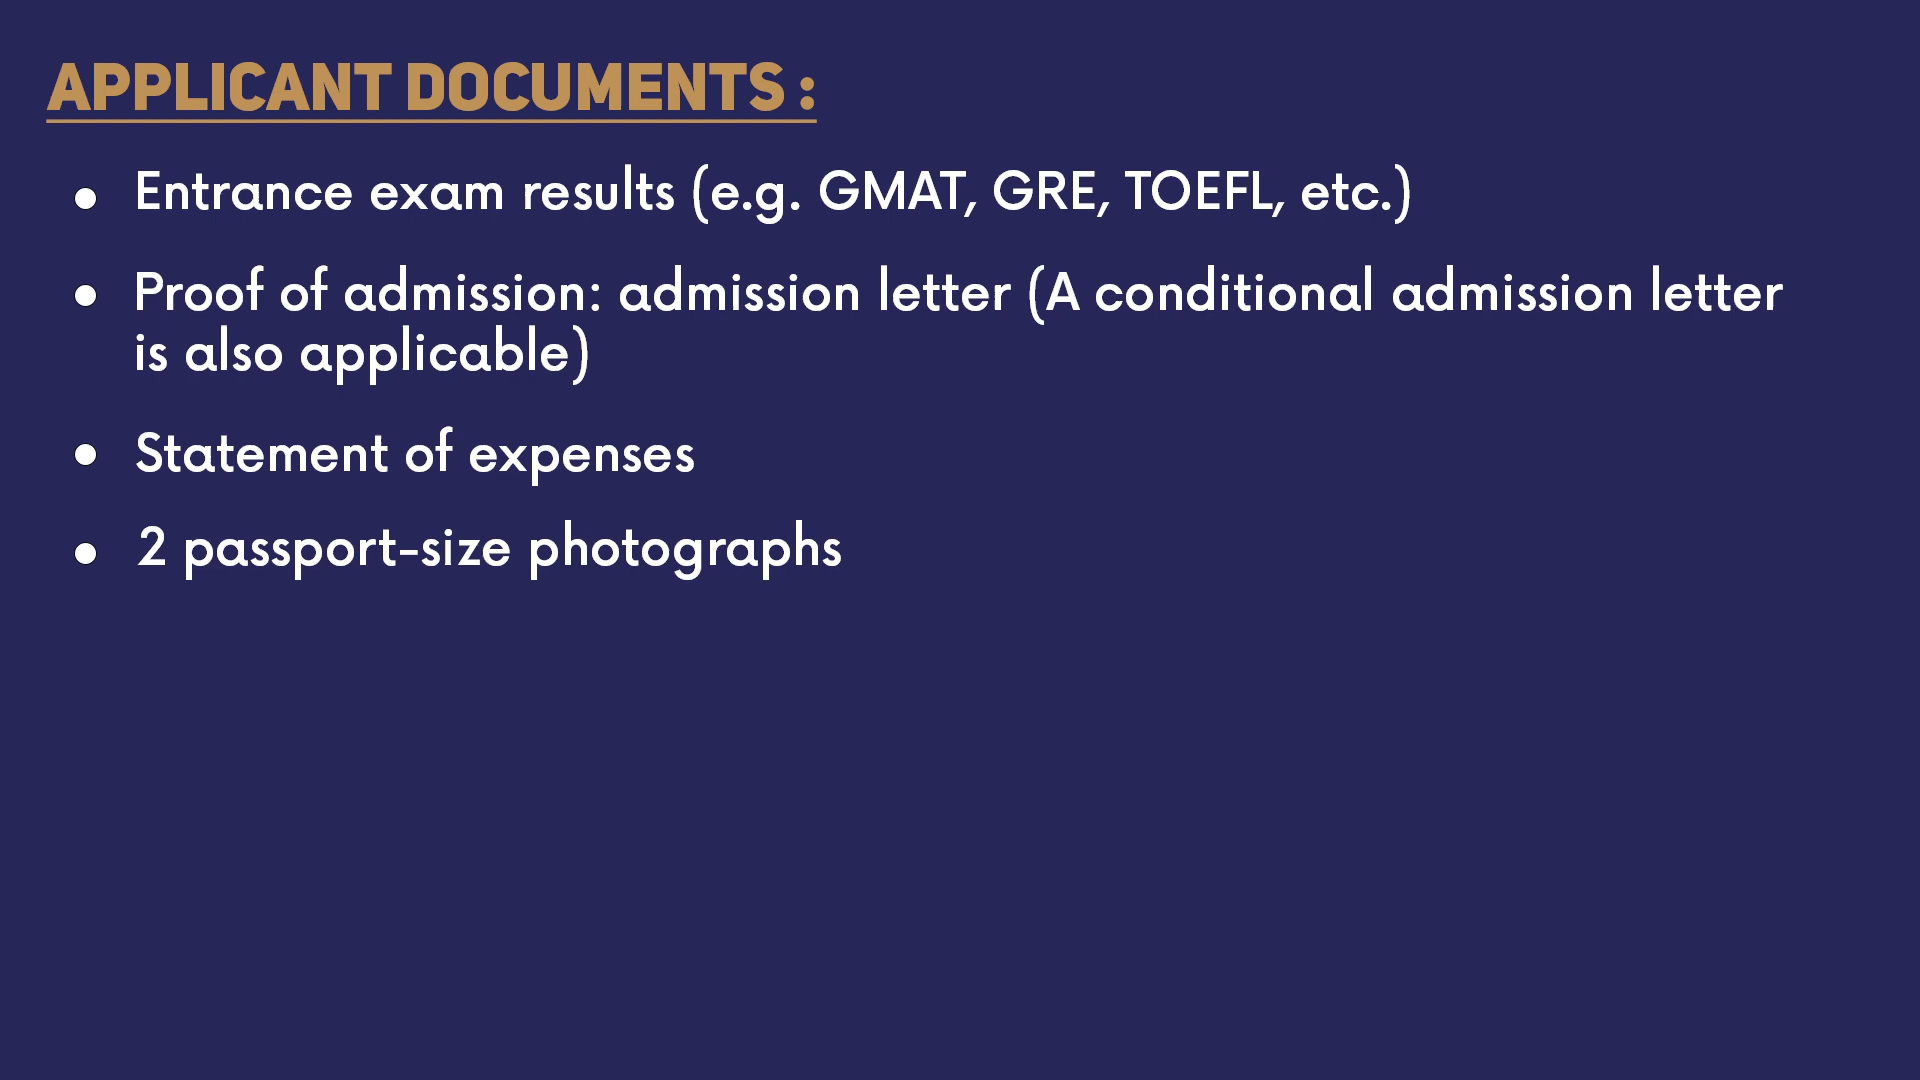 APPLICANT DOCUMENTS :
• Entrance exam results (e.g. GMAT, GRE, TOEFL, etc.)
• Proof of admission: admission letter (A conditional admission letter
is also applicable)
• Statement of expenses
• 2 passport-size photographs